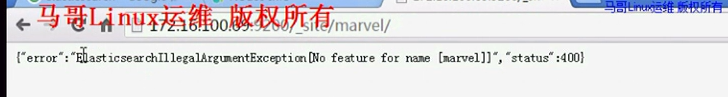 马哥Linux运维 版权所有
马哥Linux运维 版权所有
172.16.100.69:9200/_site/marvel/
{"error":"ElasticsearchIllegalArgumentException[No feature for name [marvel]]","status":400}